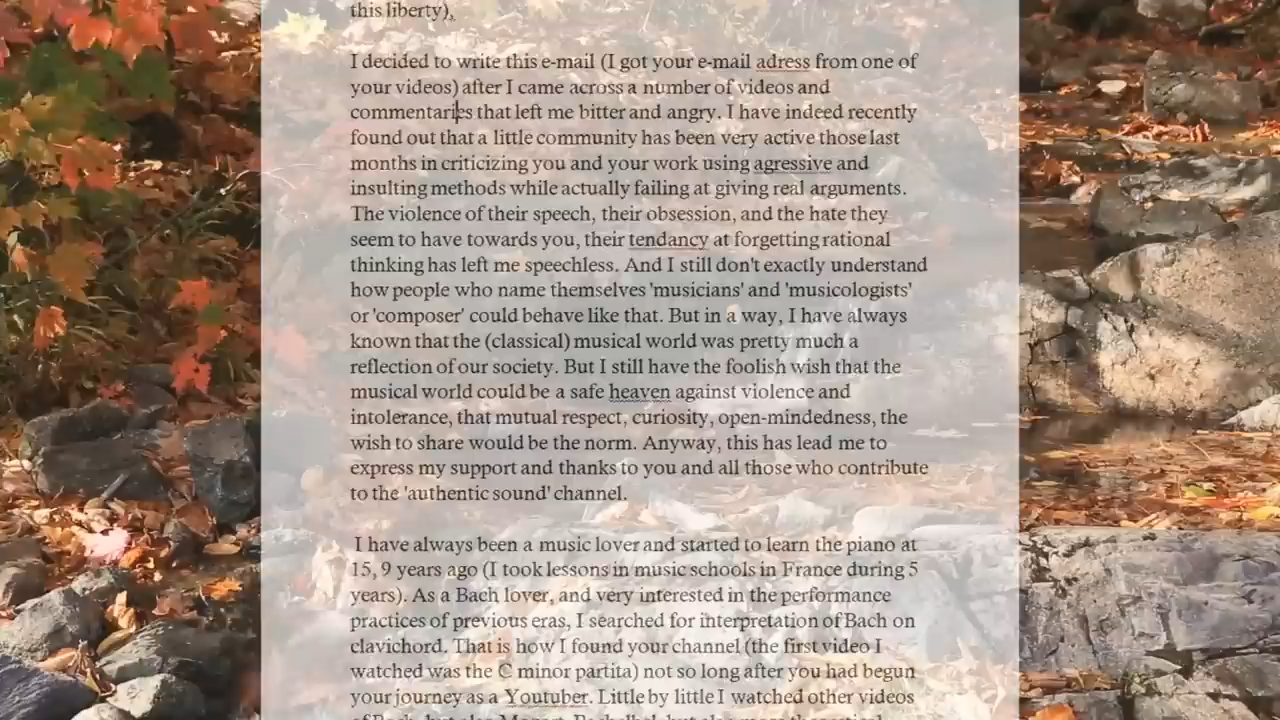 this liberty),
I decided to write this e-mail (I got your e-mail adress from one of
your videos) after I came across a number of videos and
commentaries that left me bitter and angry. I have indeed recently
found out that a little community has been very active those last
months in criticizing you and your work using agressive and
insulting methods while actually failing at giving real arguments.
The violence of their speech, their obsession, and the hate they
seem to have towards you, their tendancy at forgetting rational
thinking has left me speechless. And I still don't exactly understand
how people who name themselves 'musicians' and 'musicologists'
or 'composer' could behave like that. But in a way, I have always
known that the (classical) musical world was pretty much a
reflection of our society. But I still have the foolish wish that the
musical world could be a safe heaven against violence and
intolerance, that mutual respect, curiosity, open-mindedness, the
wish to share would be the norm. Anyway, this has lead me to
express my support and thanks to you and all those who contribute
to the 'authentic sound' channel.
I have always been a music lover and started to learn the piano at
15, 9 years ago (I took lessons in music schools in France during 5
years). As a Bach lover, and very interested in the performance
practices of previous eras, I searched for interpretation of Bach on
clavichord. That is how I found your channel (the first video I
watched was the C minor partita) not so long after you had begun
your journey as a Youtuber. Little by little I watched other videos